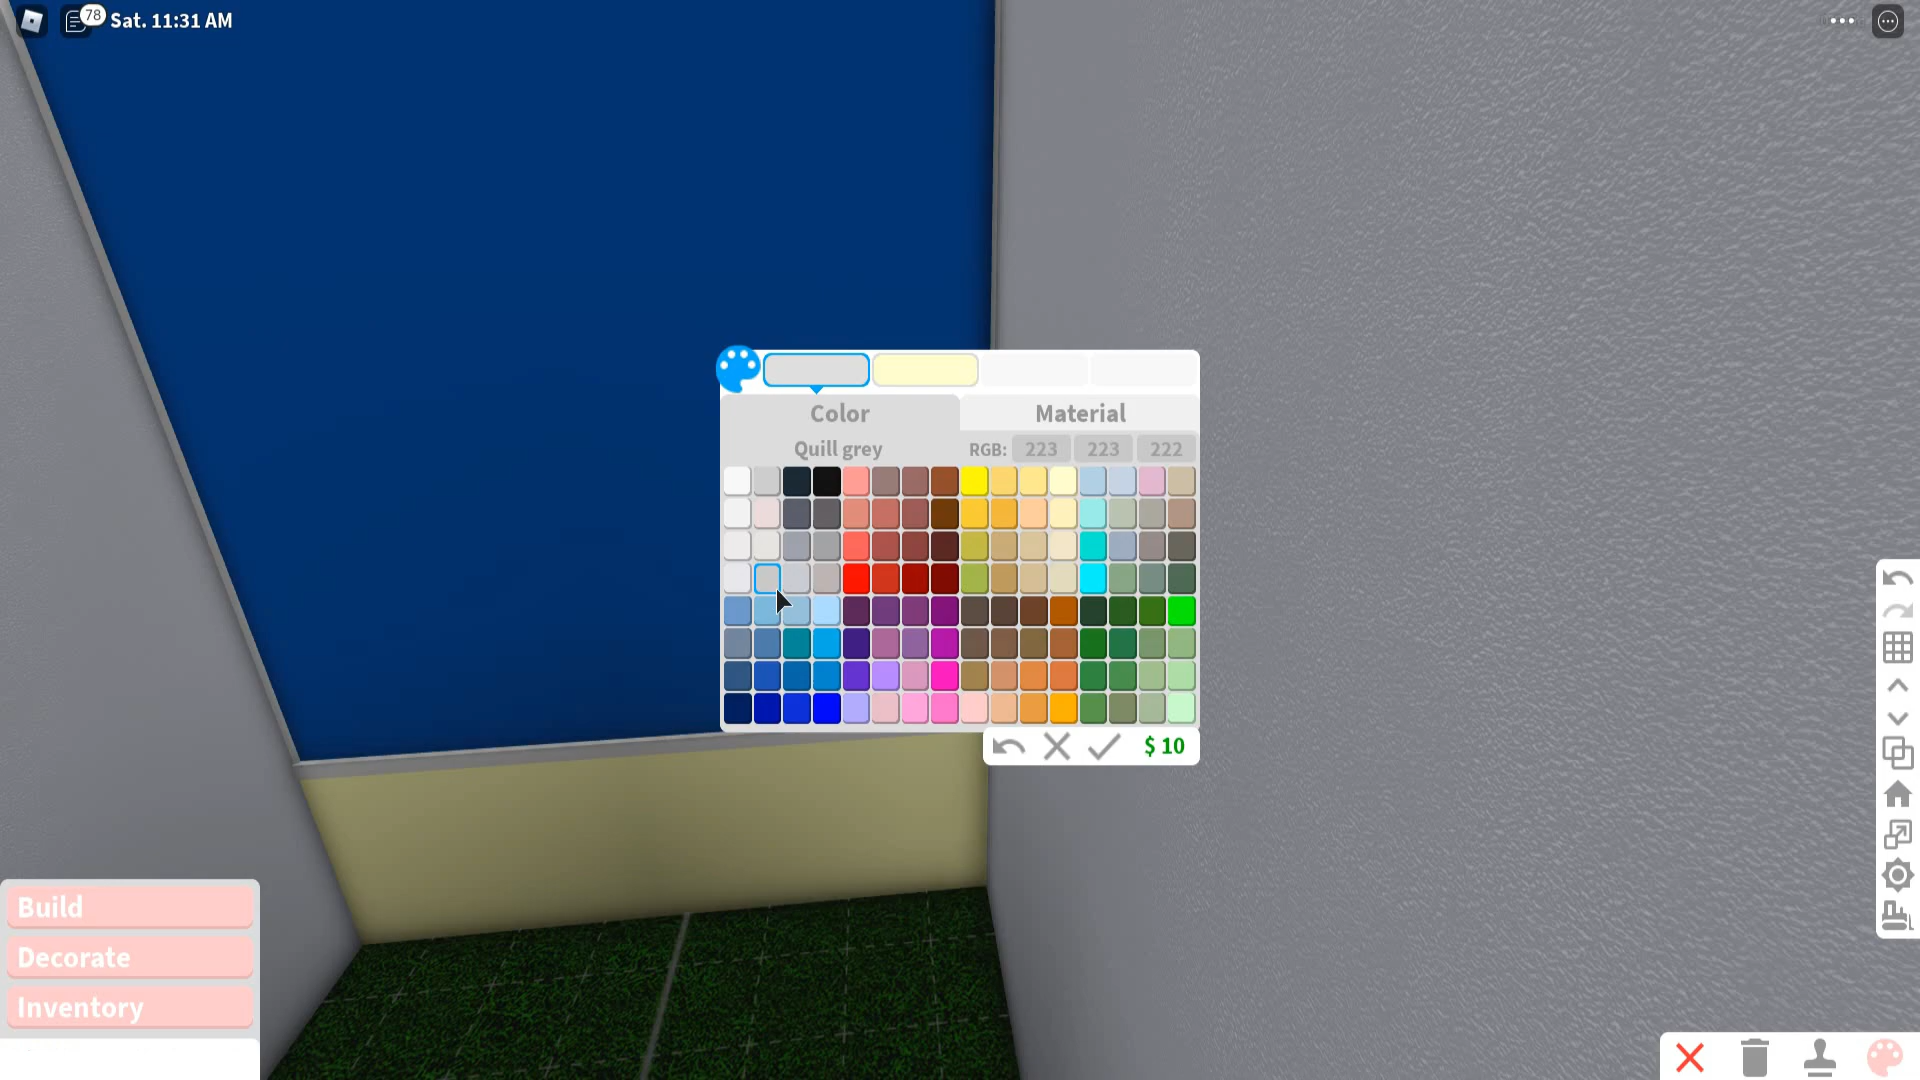 78
Sat. 11:31 AM
Color
Material
Quill grey
RGB: 223 223 222
$ 10
Build
Decorate
Inventory